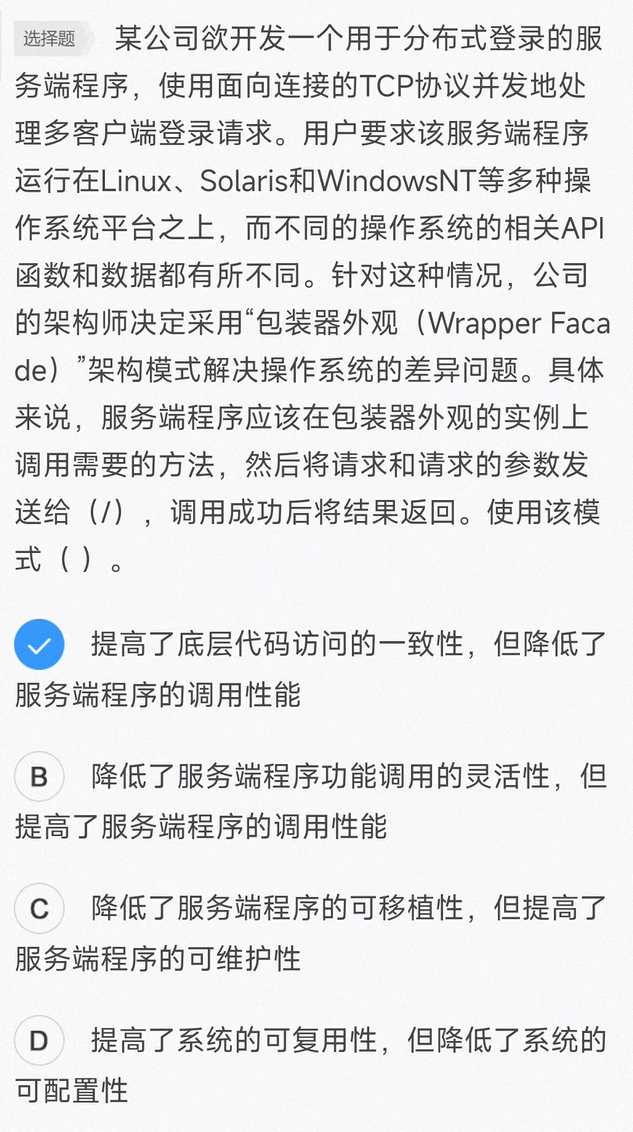 选择题 某公司欲开发一个用于分布式登录的服
务端程序，使用面向连接的TCP协议并发地处
理多客户端登录请求。用户要求该服务端程序
运行在Linux、Solaris和WindowsNT等多种操
作系统平台之上，而不同的操作系统的相关API
函数和数据都有所不同。针对这种情况，公司
的架构师决定采用“包装器外观（Wrapper Faca
de）”架构模式解决操作系统的差异问题。具体
来说，服务端程序应该在包装器外观的实例上
调用需要的方法，然后将请求和请求的参数发
送给（/），调用成功后将结果返回。使用该模
式（ ）。
提高了底层代码访问的一致性，但降低了
服务端程序的调用性能
B 降低了服务端程序功能调用的灵活性，但
提高了服务端程序的调用性能
C 降低了服务端程序的可移植性，但提高了
服务端程序的可维护性
D 提高了系统的可复用性，但降低了系统的
可配置性